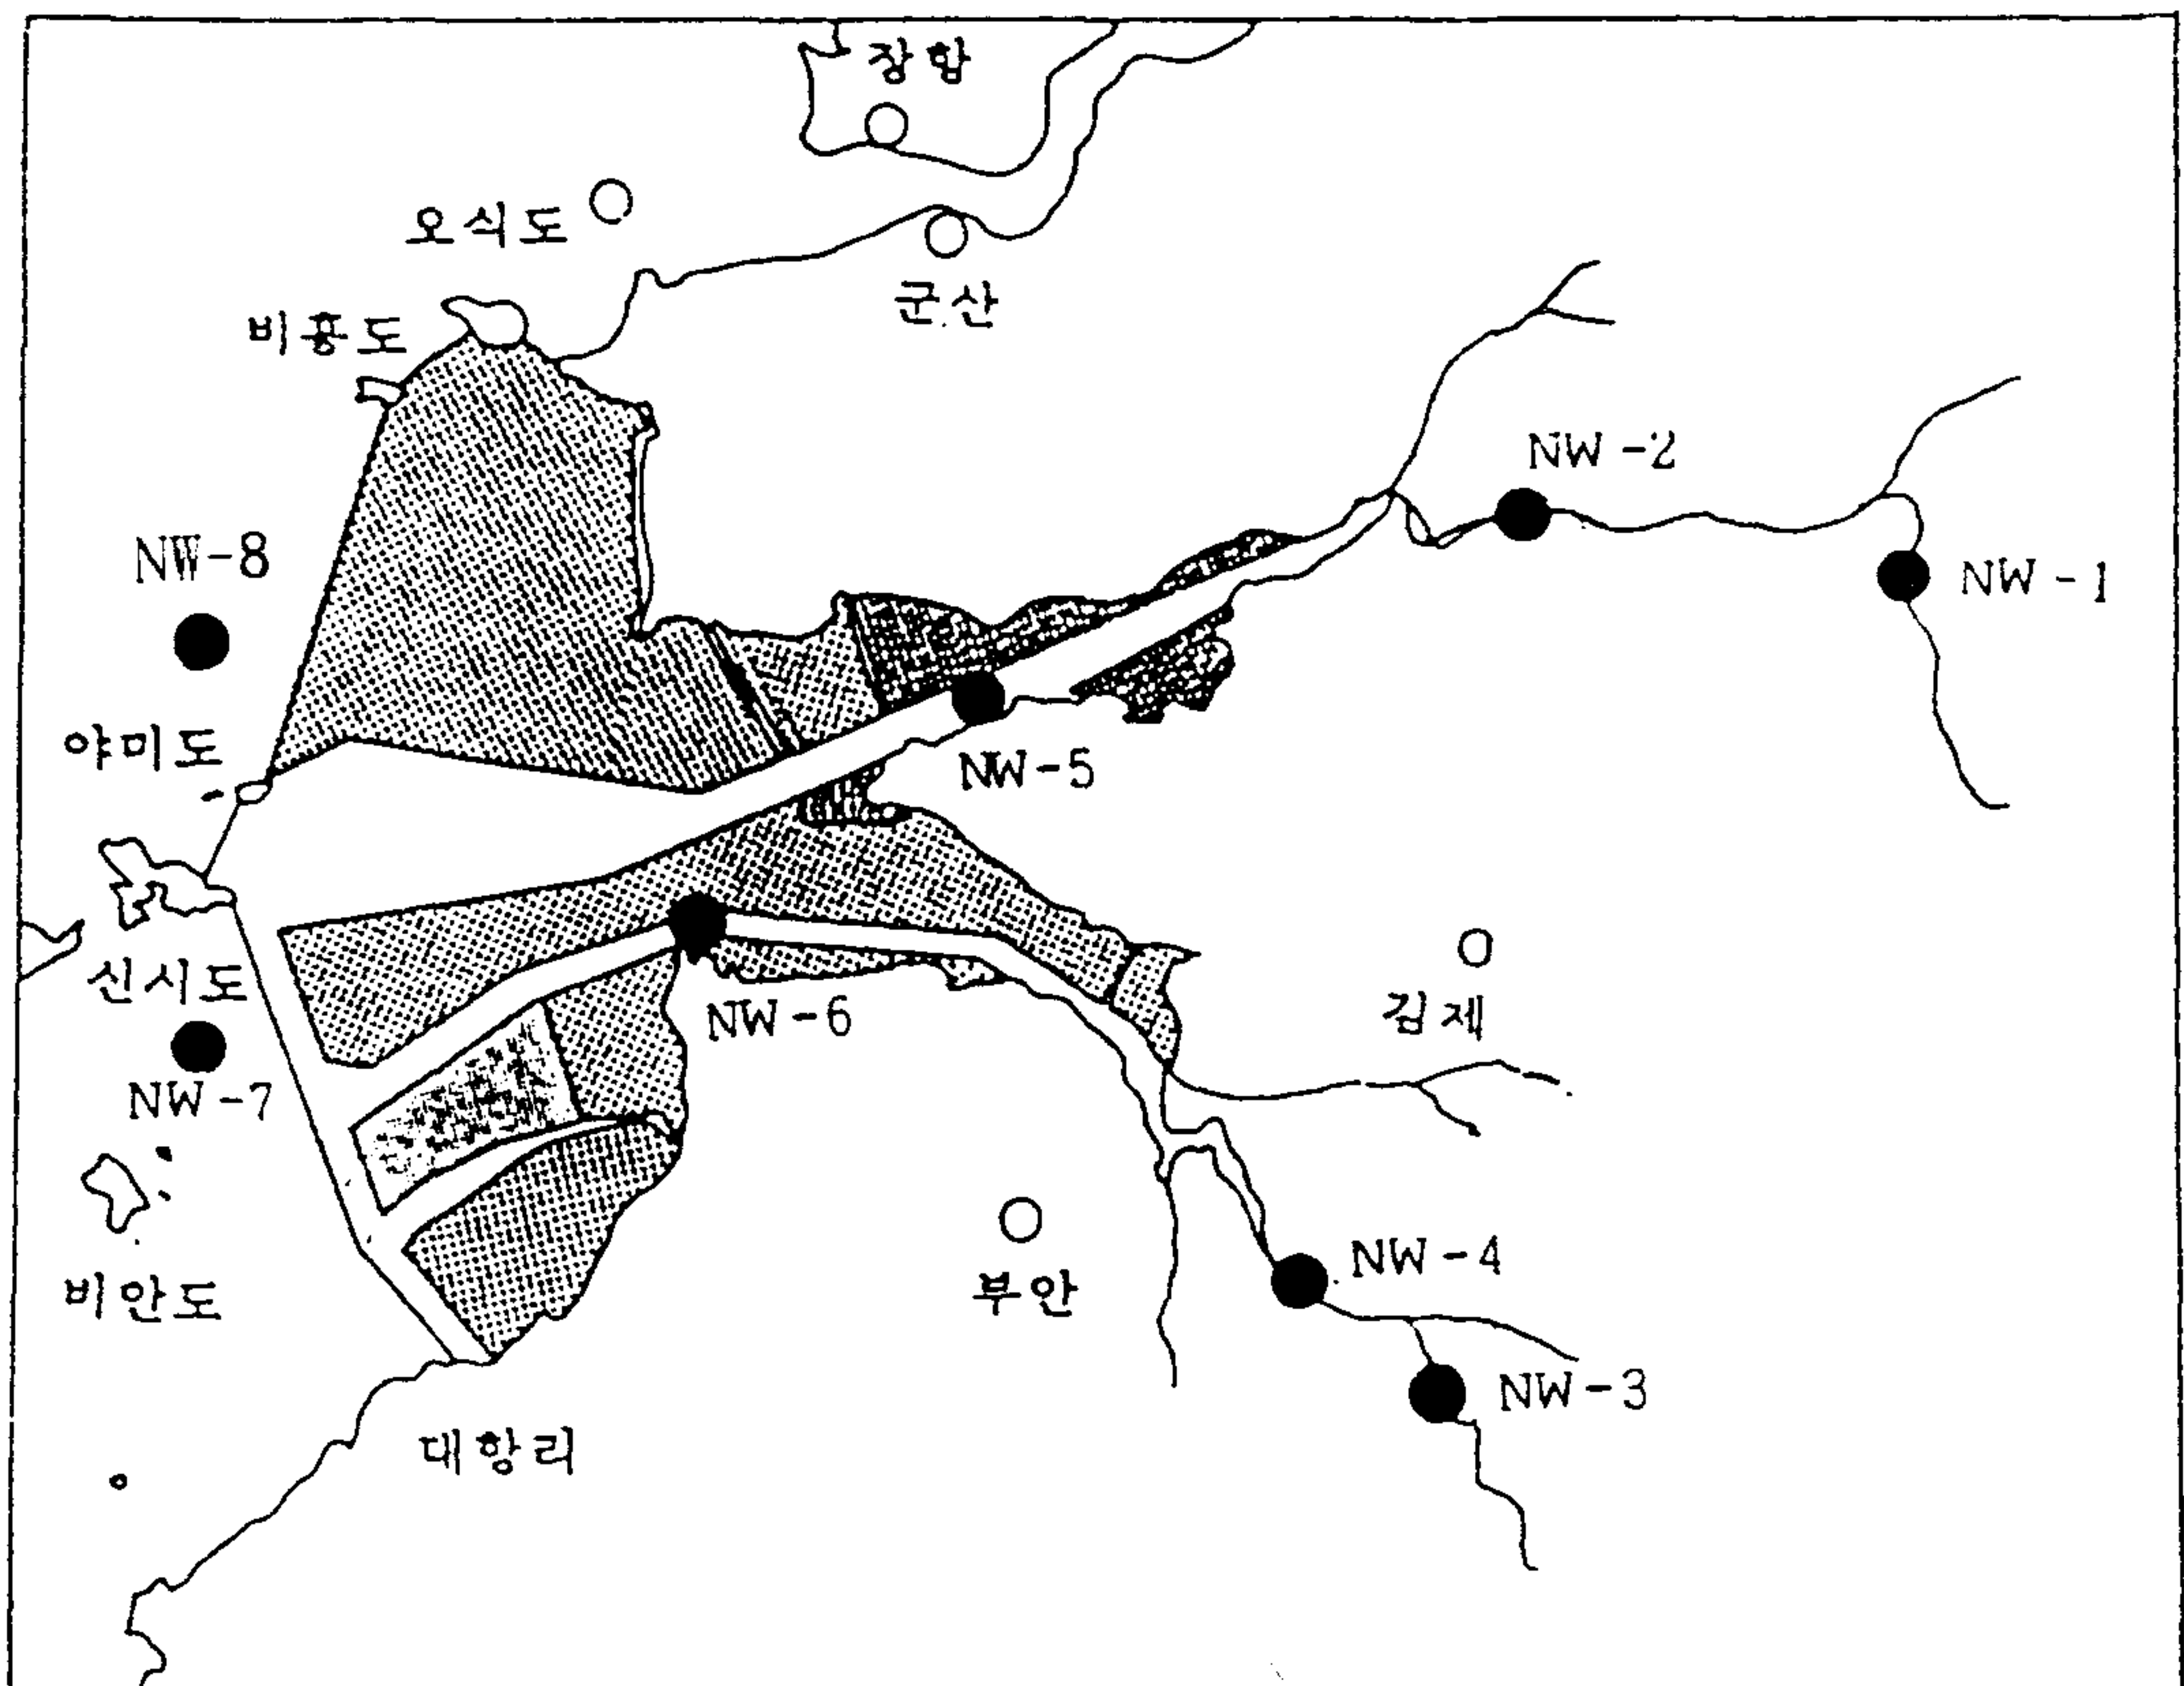 장항
오식도
군산
비응도
NW-2
NW-8
NW-1
야미도
NW-5
신시도
김제
NW-6
NW-7
NW-4
부안
비안도
NW-3
대항리